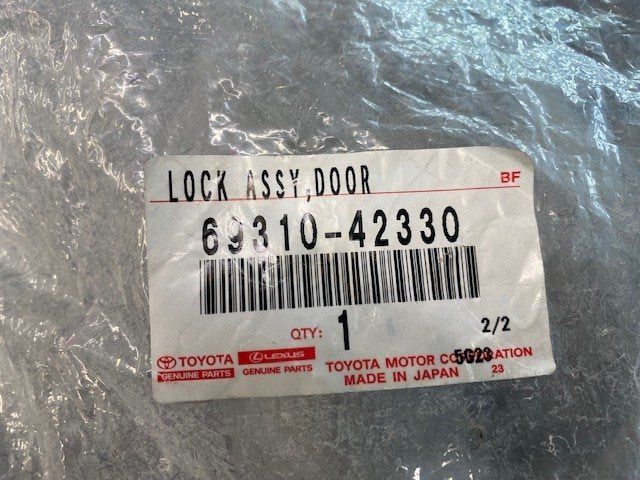 LOCK ASSY,DOOR
BF
69310-42330
QTY: 1
2/2
TOYOTA
GENUINE PARTS
LEXUS
GENUINE PARTS
TOYOTA MOTOR CORPORATION
5G23
MADE IN JAPAN
23